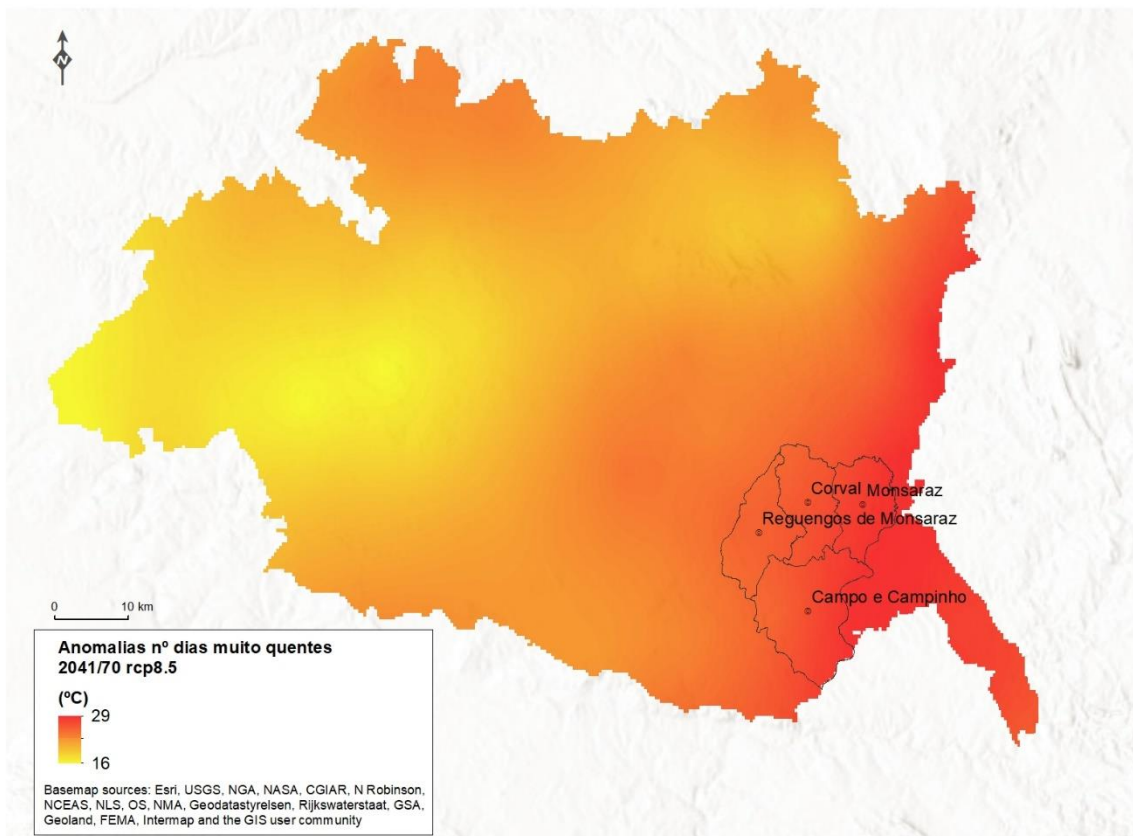 N
Corval
Monsaraz
Reguengos de Monsaraz
Campo e Campinho
0 10 km
Anomalias nº dias muito quentes
2041/70 rcp8.5
(ºC)
29
16
Basemap sources: Esri, USGS, NGA, NASA, CGIAR, N Robinson,
NCEAS, NLS, OS, NMA, Geodatastyrelsen, Rijkswaterstaat, GSA,
Geoland, FEMA, Intermap and the GIS user community